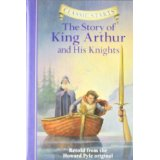 CLASSIC STARTS
The Story of
King Arthur
and His Knights
Retold from the
Howard Pyle original